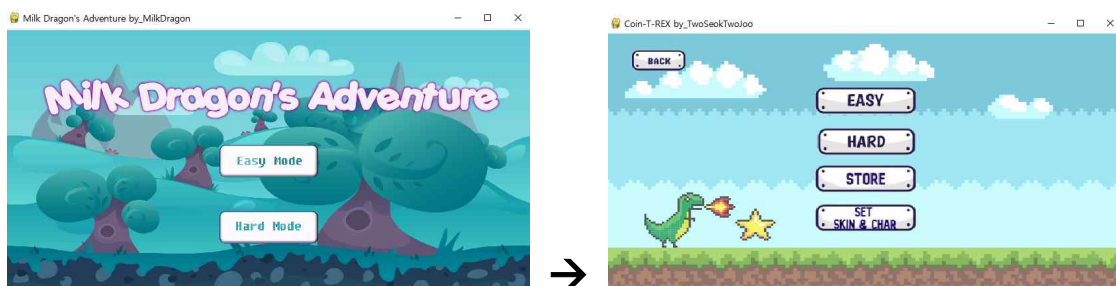 Milk Dragon's Adventure by_MilkDragon
Milk Dragon's Adventure
Easy Mode
Hard Mode
→
Coin-T-REX by_TwoSeokTwoJoo
BACK
EASY
HARD
STORE
SET
SKIN & CHAR